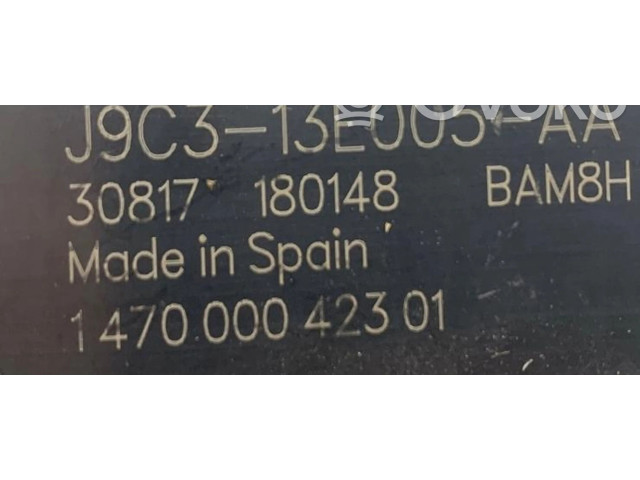 J9C3-13E005-AA
30817 180148 BAM8H
Made in Spain
1 470 000 423 01